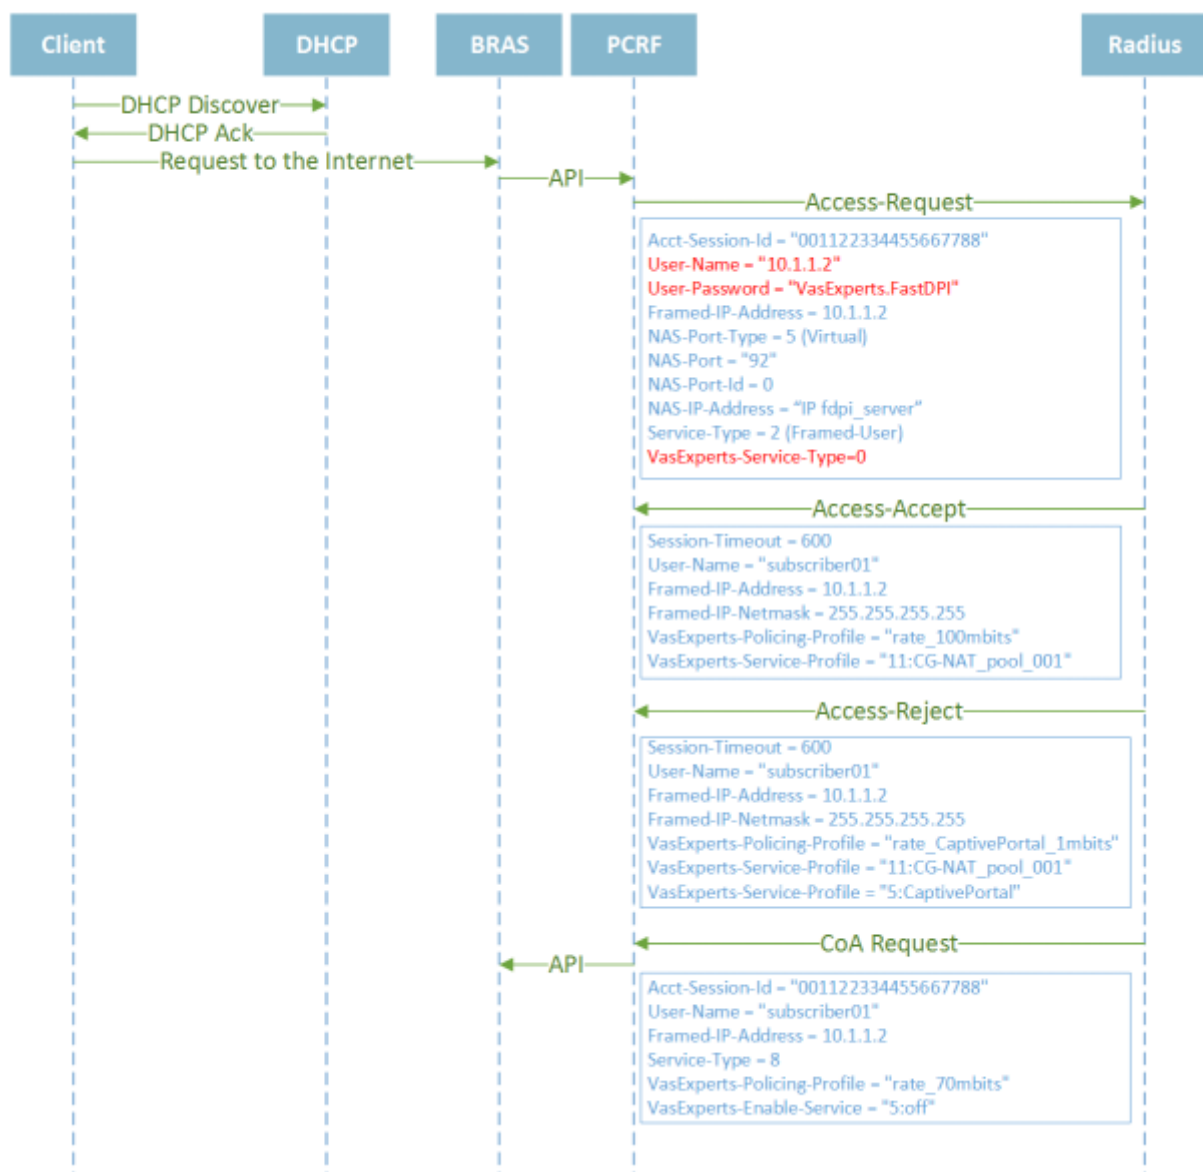 Client
DHCP
BRAS
PCRF
Radius
DHCP Discover
DHCP Ack
Request to the Internet
API
Access-Request
Acct-Session-Id = "001122334455667788"
User-Name = "10.1.1.2"
User-Password = "VasExperts.FastDPI"
Framed-IP-Address = 10.1.1.2
NAS-Port-Type = 5 (Virtual)
NAS-Port = "92"
NAS-Port-Id = 0
NAS-IP-Address = “IP fdpi_server”
Service-Type = 2 (Framed-User)
VasExperts-Service-Type=0
Access-Accept
Session-Timeout = 600
User-Name = "subscriber01"
Framed-IP-Address = 10.1.1.2
Framed-IP-Netmask = 255.255.255.255
VasExperts-Policing-Profile = "rate_100mbits"
VasExperts-Service-Profile = "11:CG-NAT_pool_001"
Access-Reject
Session-Timeout = 600
User-Name = "subscriber01"
Framed-IP-Address = 10.1.1.2
Framed-IP-Netmask = 255.255.255.255
VasExperts-Policing-Profile = "rate_CaptivePortal_1mbits"
VasExperts-Service-Profile = "11:CG-NAT_pool_001"
VasExperts-Service-Profile = "5:CaptivePortal”
CoA Request
API
Acct-Session-Id = "001122334455667788"
User-Name = "subscriber01"
Framed-IP-Address = 10.1.1.2
Service-Type = 8
VasExperts-Policing-Profile = "rate_70mbits"
VasExperts-Enable-Service = "5:off"